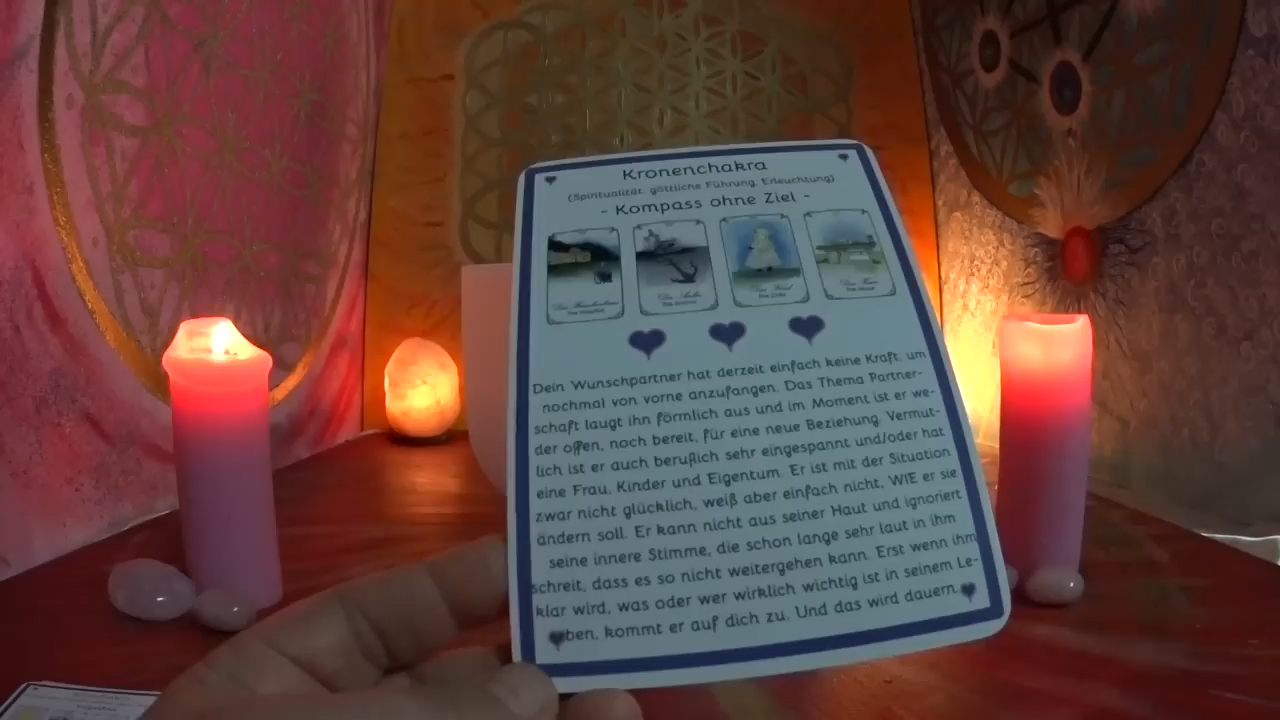 Kronenchakra
(Spiritualität, göttliche Führung, Erleuchtung)
- Kompass ohne Ziel -
Der Anker
Das Kind
Das Haus
Dein Wunschpartner hat derzeit einfach keine Kraft, um
nochmal von vorne anzufangen. Das Thema Partner-
schaft laugt ihn förmlich aus und im Moment ist er we-
der offen, noch bereit, für eine neue Beziehung. Vermut-
lich ist er auch beruflich sehr eingespannt und/oder hat
eine Frau, Kinder und Eigentum. Er ist mit der Situation
zwar nicht glücklich, weiß aber einfach nicht, WIE er sie
ändern soll. Er kann nicht aus seiner Haut und ignoriert
seine innere Stimme, die schon lange sehr laut in ihm
schreit, dass es so nicht weitergehen kann. Erst wenn ihm
klar wird, was oder wer wirklich wichtig ist in seinem Le-
ben, kommt er auf dich zu. Und das wird dauern.